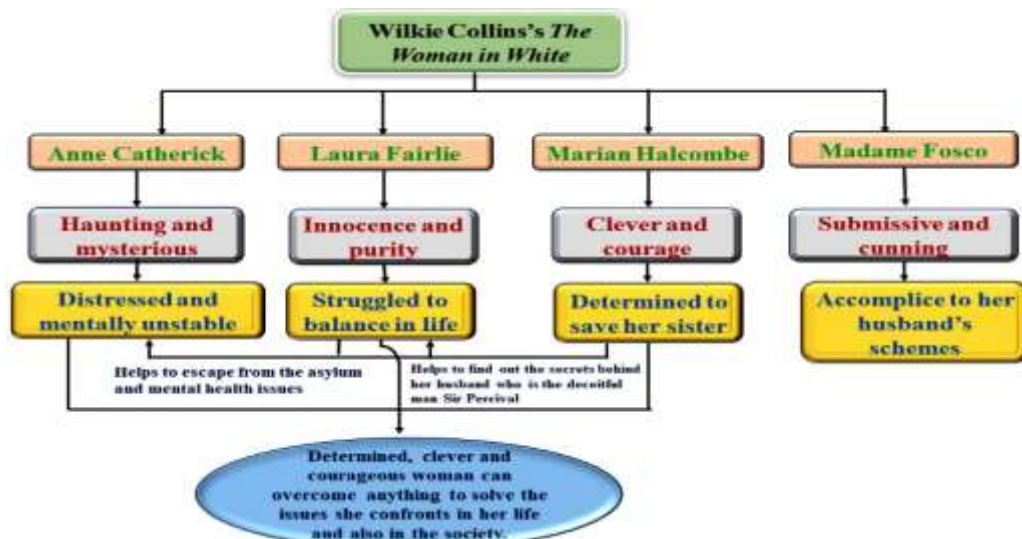 Wilkie Collins's The
Woman in White
Anne Catherick
Laura Fairlie
Marian Halcombe
Madame Fosco
Haunting and
mysterious
Innocence and
purity
Clever and
courage
Submissive and
cunning
Distressed and
mentally unstable
Struggled to
balance in life
Determined to
save her sister
Accomplice to her
husband's
schemes
Helps to escape from the asylum
and mental health issues
Helps to find out the secrets behind
her husband who is the deceitful
man Sir Percival
Determined, clever and
courageous woman can
overcome anything to solve the
issues she confronts in her life
and also in the society.